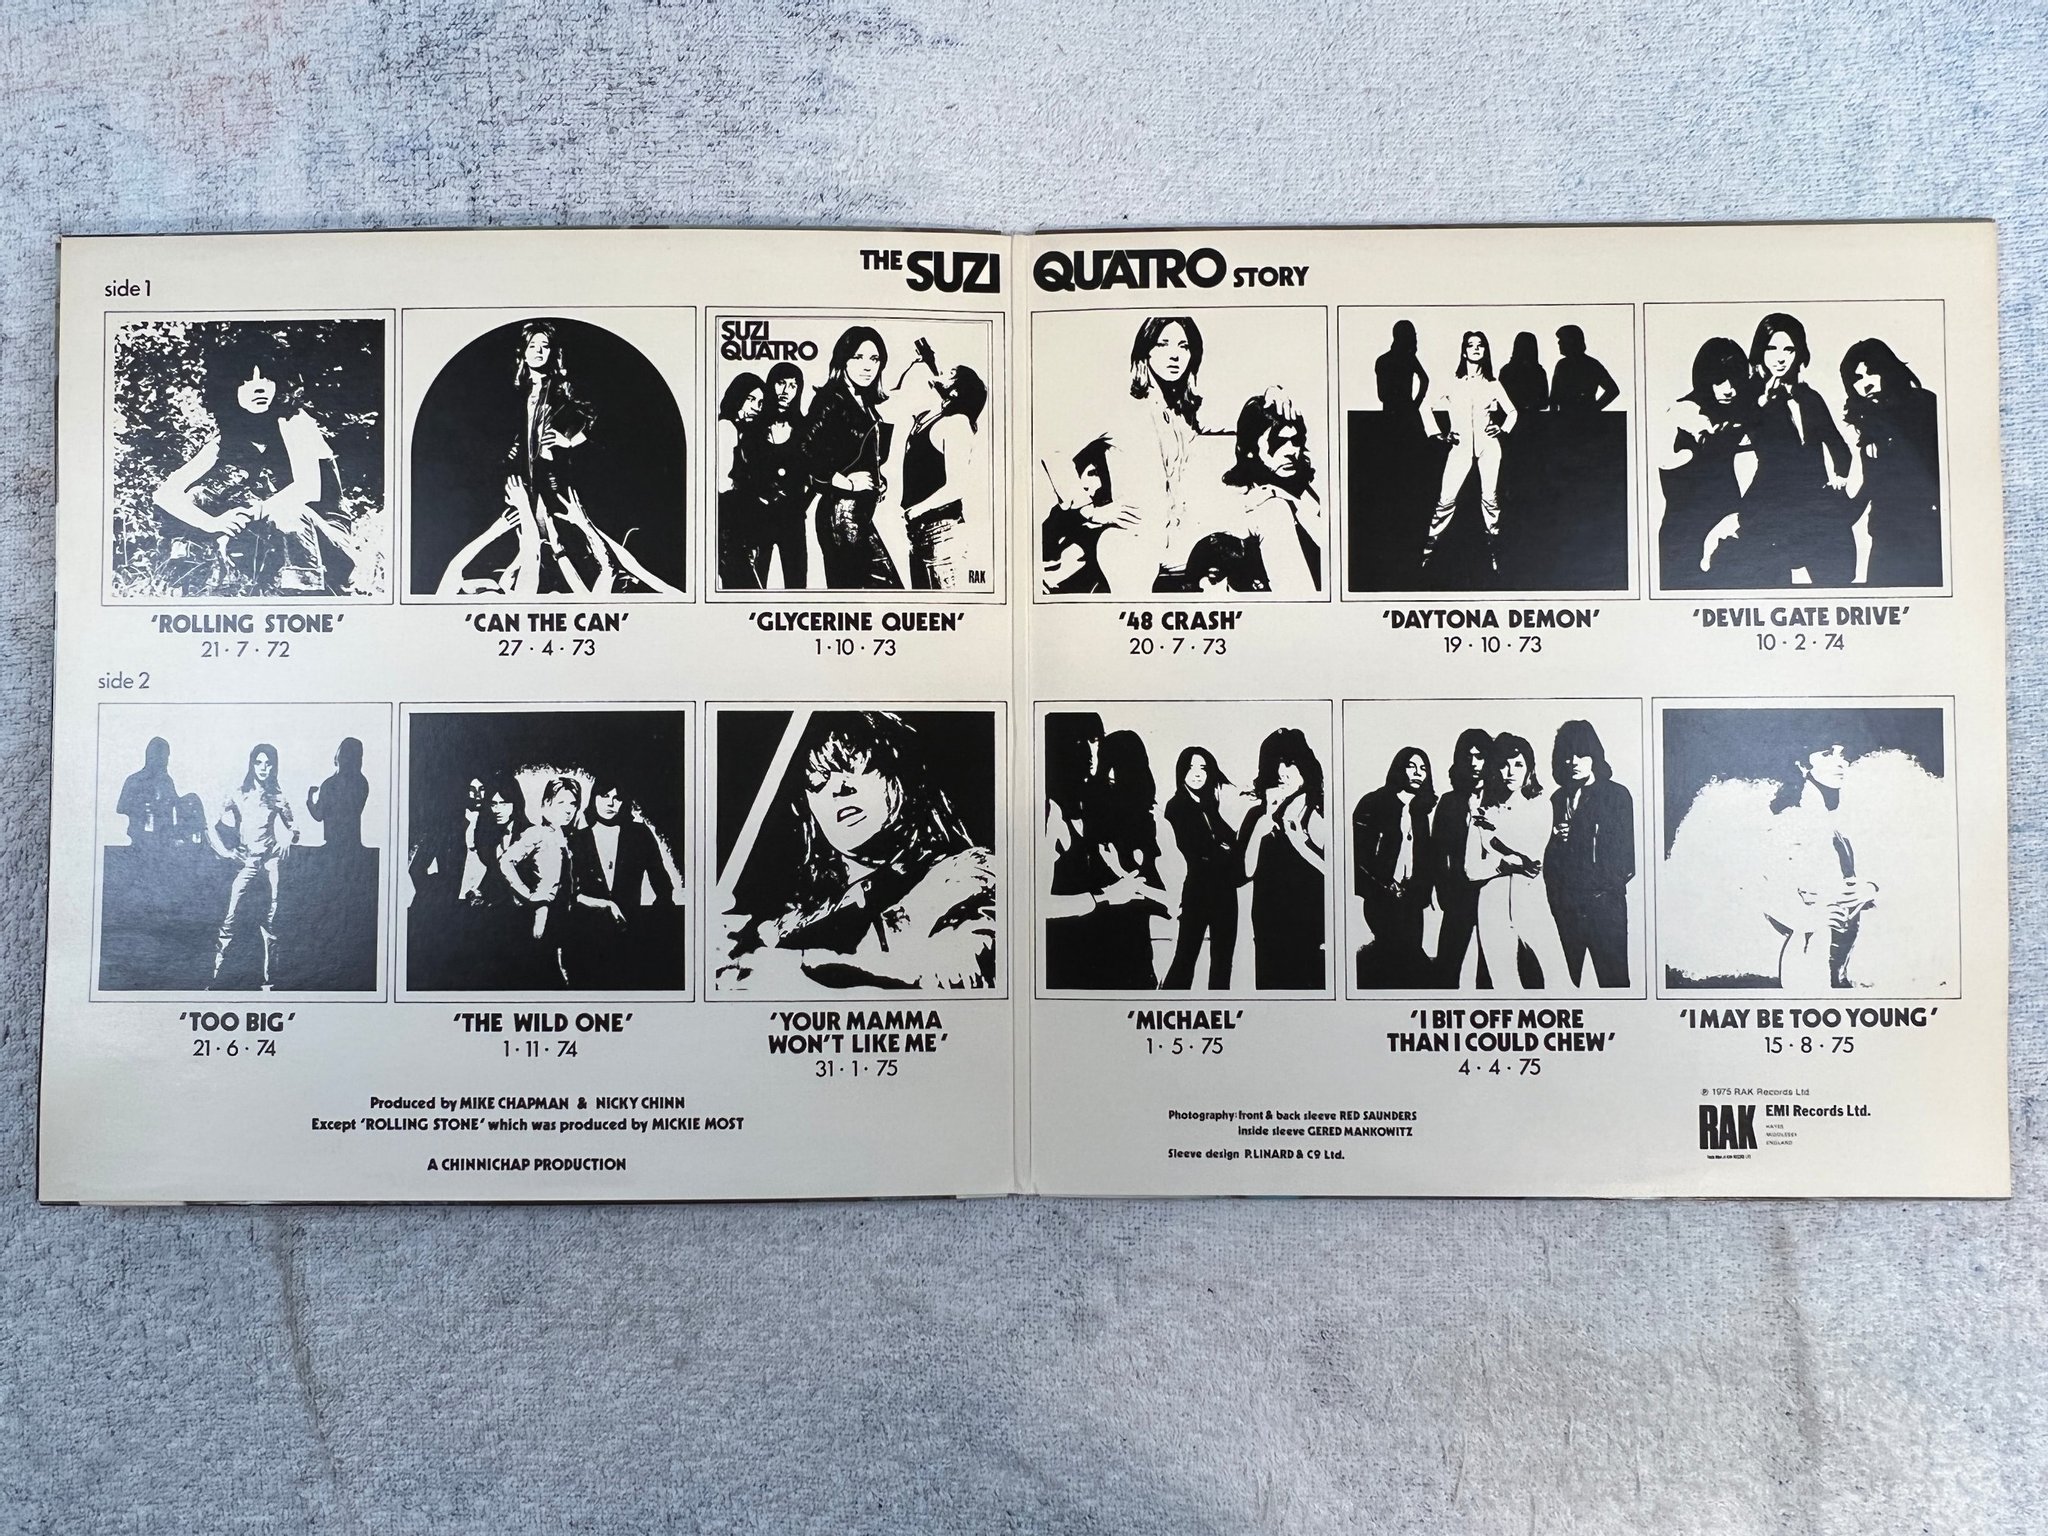 THE SUZI QUATRO STORY
side 1
SUZI
QUATRO
RAK
'ROLLING STONE'
21·7·72
'CAN THE CAN'
27·4·73
'GLYCERINE QUEEN'
1·10·73
'48 CRASH'
20·7·73
'DAYTONA DEMON'
19·10·73
'DEVIL GATE DRIVE'
10·2·74
side 2
'TOO BIG'
21·6·74
'THE WILD ONE'
1·11·74
'YOUR MAMMA
WON'T LIKE ME'
31·1·75
'MICHAEL'
1·5·75
'I BIT OFF MORE
THAN I COULD CHEW'
4·4·75
'I MAY BE TOO YOUNG'
15·8·75
Produced by MIKE CHAPMAN & NICKY CHINN
Except 'ROLLING STONE' which was produced by MICKIE MOST
A CHINNICHAP PRODUCTION
Photography: front & back sleeve RED SAUNDERS
inside sleeve GERED MANKOWITZ
Sleeve design P.LINARD & Co Ltd.
℗ 1975 RAK Records Ltd
RAK
EMI Records Ltd.
HAYES
MIDDLESEX
ENGLAND